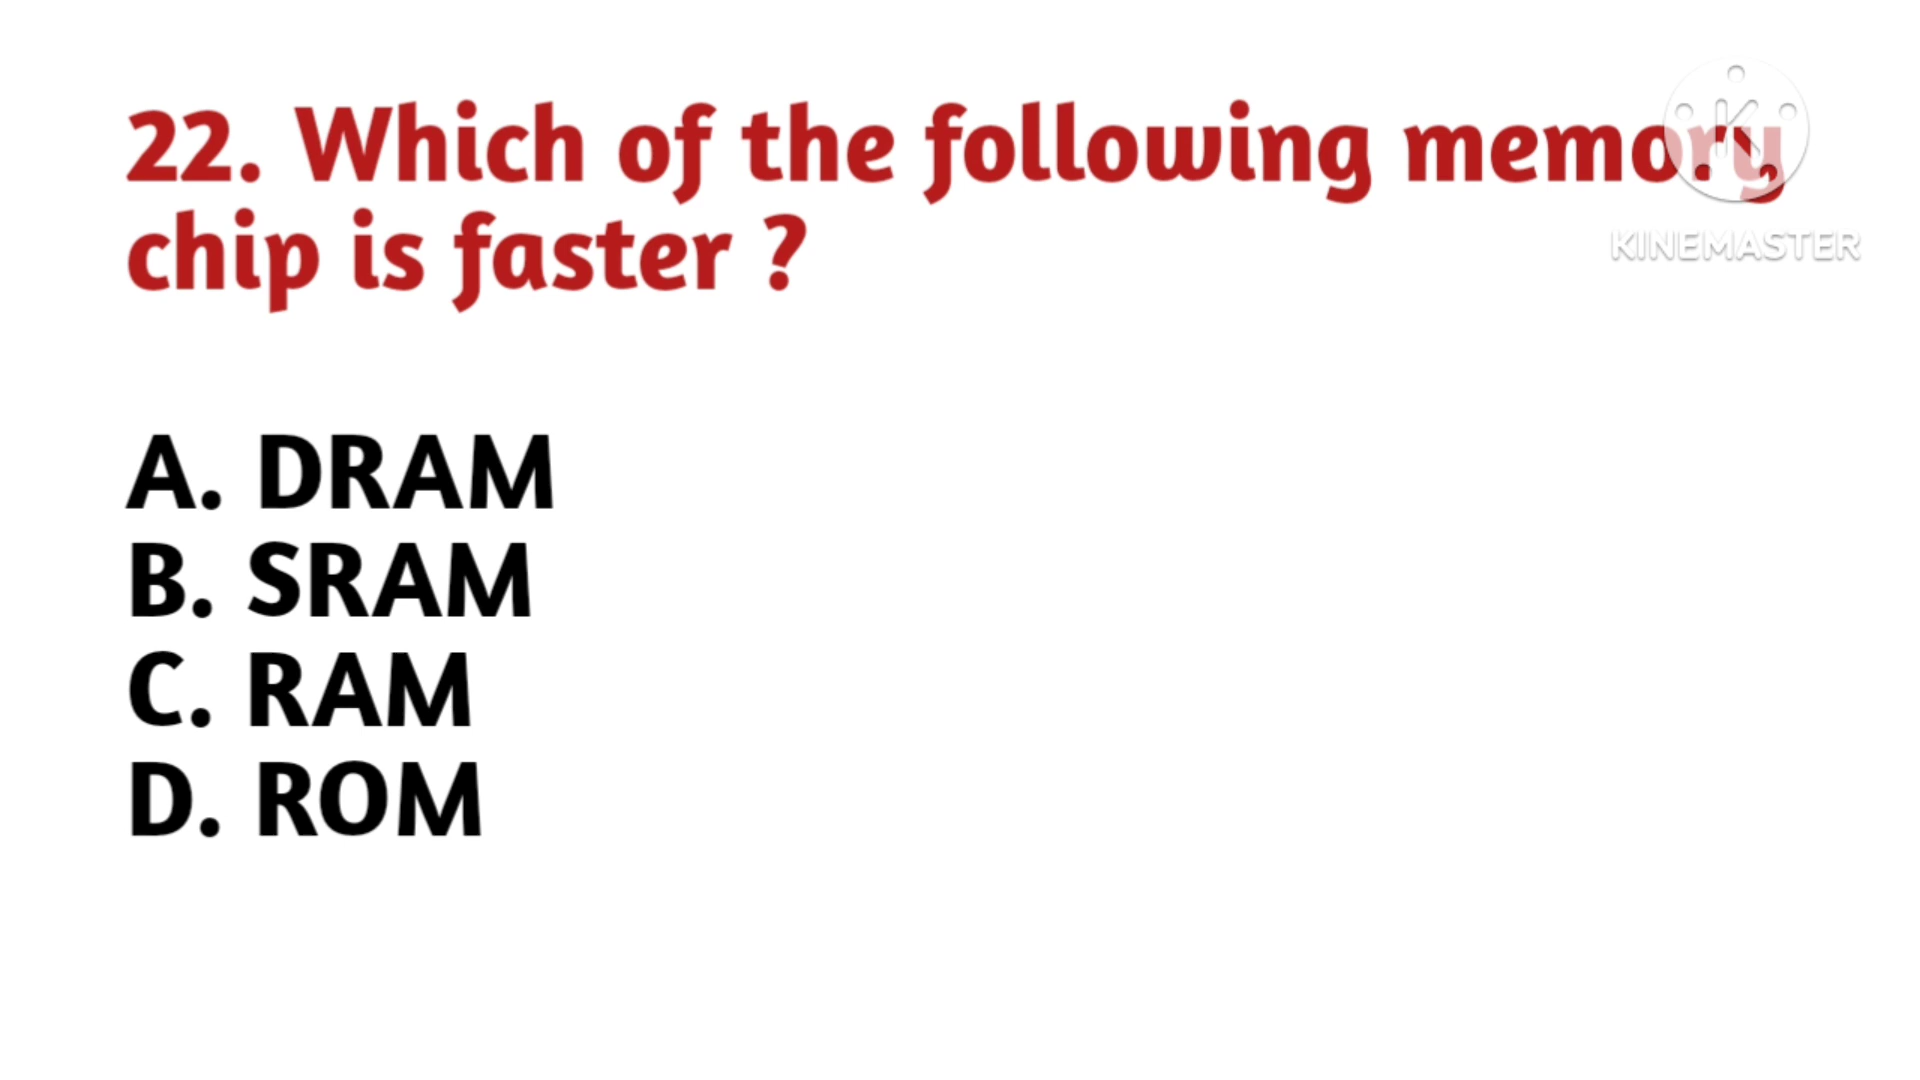 22. Which of the following memory
chip is faster ?
KINEMASTER
A. DRAM
B. SRAM
C. RAM
D. ROM